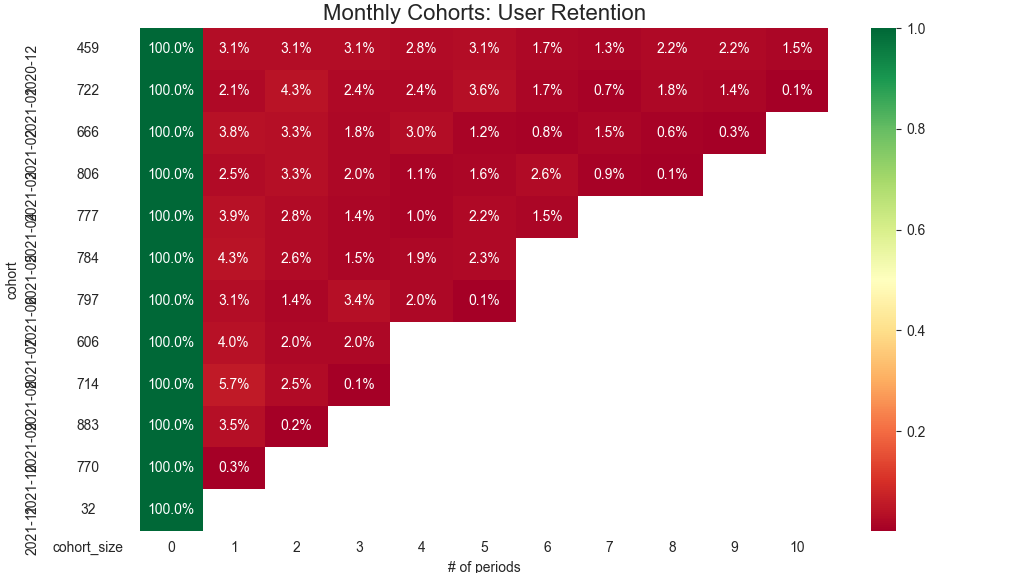 Monthly Cohorts: User Retention
459 100.0% 3.1% 3.1% 3.1% 2.8% 3.1% 1.7% 1.3% 2.2% 2.2% 1.5%
722 100.0% 2.1% 4.3% 2.4% 2.4% 3.6% 1.7% 0.7% 1.8% 1.4% 0.1%
666 100.0% 3.8% 3.3% 1.8% 3.0% 1.2% 0.8% 1.5% 0.6% 0.3%
806 100.0% 2.5% 3.3% 2.0% 1.1% 1.6% 2.6% 0.9% 0.1%
777 100.0% 3.9% 2.8% 1.4% 1.0% 2.2% 1.5%
784 100.0% 4.3% 2.6% 1.5% 1.9% 2.3%
797 100.0% 3.1% 1.4% 3.4% 2.0% 0.1%
606 100.0% 4.0% 2.0% 2.0%
714 100.0% 5.7% 2.5% 0.1%
883 100.0% 3.5% 0.2%
770 100.0% 0.3%
32 100.0%
cohort_size 0 1 2 3 4 5 6 7 8 9 10
# of periods
cohort
2020-12
1.0
0.8
0.6
0.4
0.2